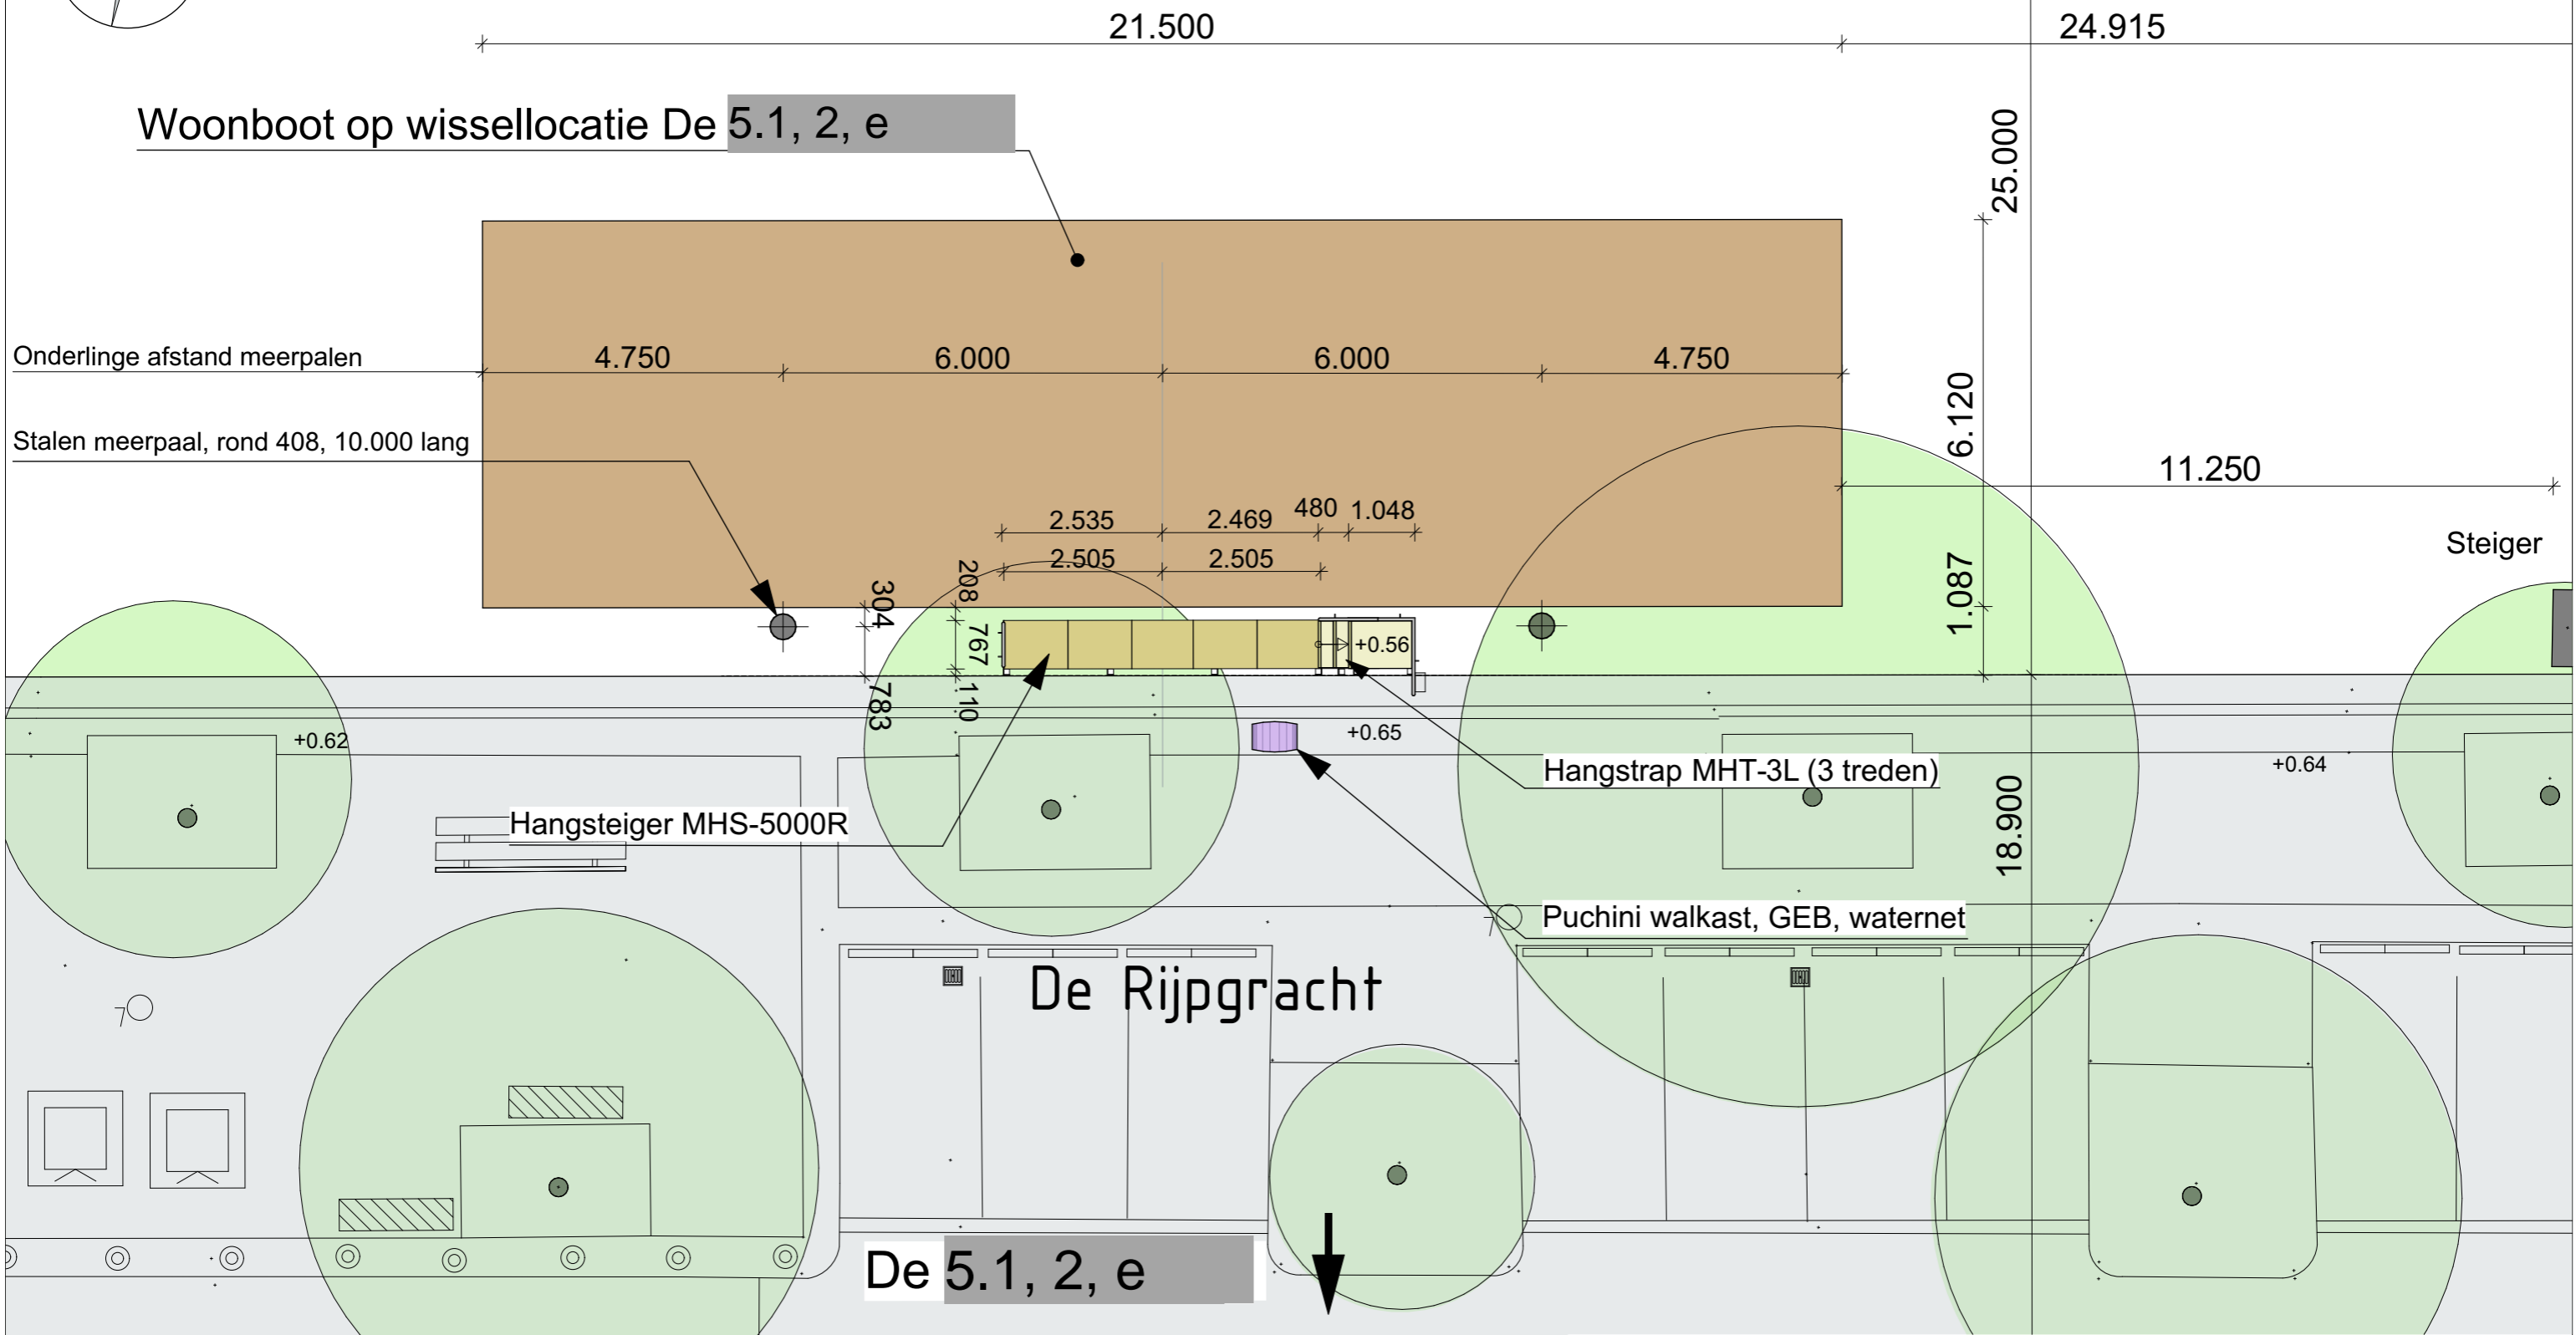 21.500
24.915
Woonboot op wissellocatie De 5.1, 2, e
25.000
Onderlinge afstand meerpalen
4.750
6.000
6.000
4.750
6.120
Stalen meerpaal, rond 408, 10.000 lang
11.250
2.535
2.469
480
1.048
Steiger
2.505
2.505
208
304
1.087
767
+0.56
110
783
+0.62
+0.65
+0.64
Hangstrap MHT-3L (3 treden)
Hangsteiger MHS-5000R
18.900
Puchini walkast, GEB, waternet
De Rijpgracht
De 5.1, 2, e